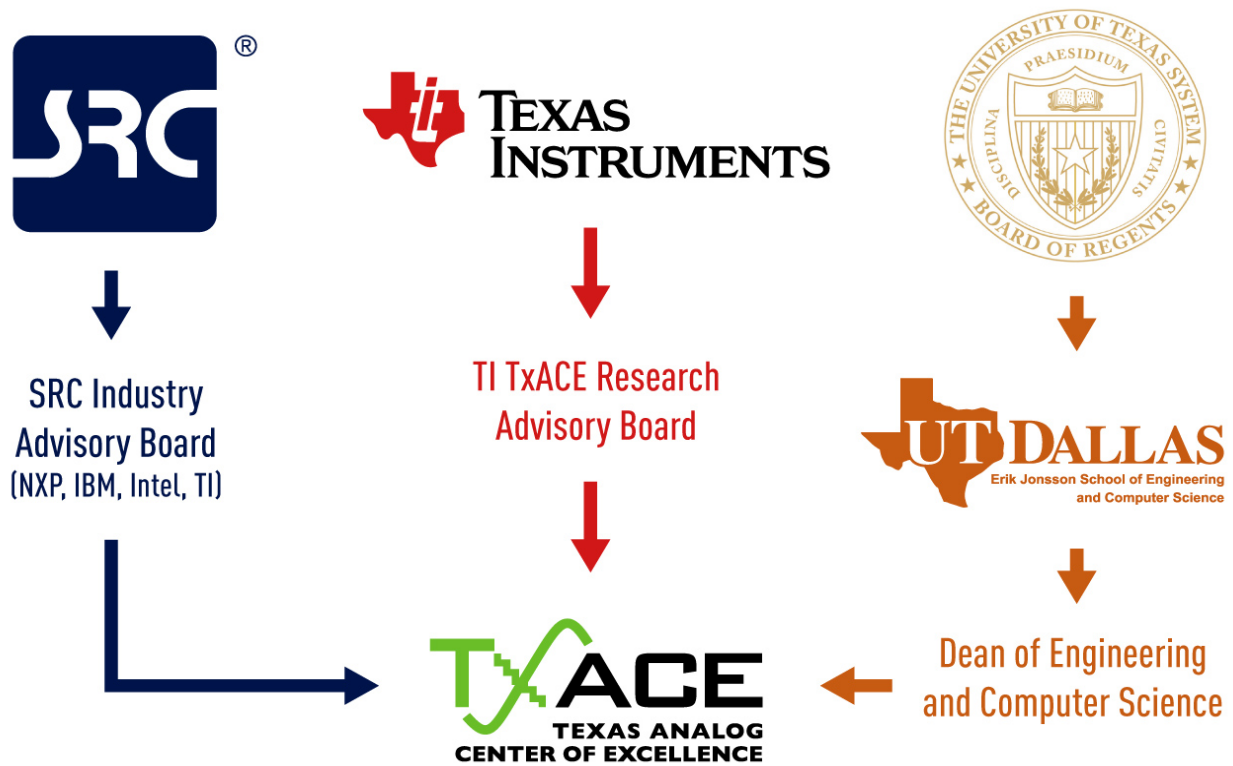 SRC
®
ti
TEXAS
INSTRUMENTS
THE UNIVERSITY OF TEXAS SYSTEM
PRAESIDIUM
DISCIPLINA
CIVITATIS
★ ★ BOARD OF REGENTS ★ ★
SRC Industry
Advisory Board
(NXP, IBM, Intel, TI)
TI TxACE Research
Advisory Board
UT DALLAS
Erik Jonsson School of Engineering
and Computer Science
TxACE
TEXAS ANALOG
CENTER OF EXCELLENCE
Dean of Engineering
and Computer Science